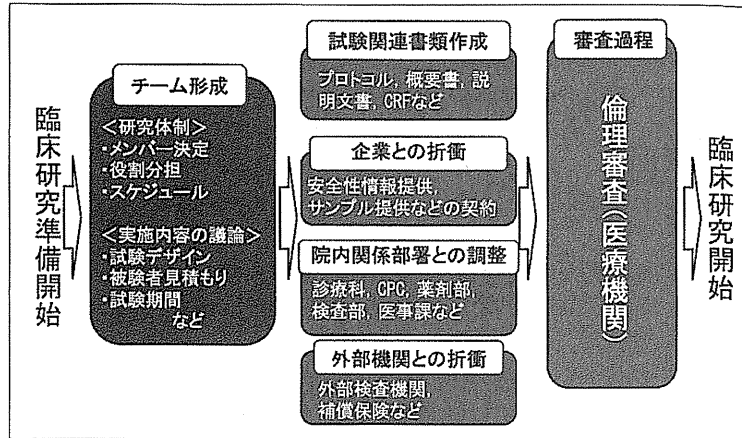 臨床研究準備開始
チーム形成
＜研究体制＞
・メンバー決定
・役割分担
・スケジュール
＜実施内容の議論＞
・試験デザイン
・被験者見積もり
・試験期間
など
試験関連書類作成
プロトコル, 概要書, 説
明文書, CRFなど
企業との折衝
安全性情報提供,
サンプル提供などの契約
院内関係部署との調整
診療科, CPC, 薬剤部,
検査部, 医事課など
外部機関との折衝
外部検査機関,
補償保険など
審査過程
倫理審査(医療機関)
臨床研究開始